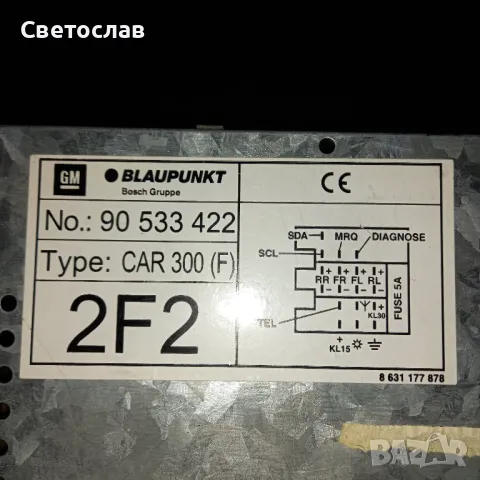 Светослав
GM
BLAUPUNKT
Bosch Gruppe
CE
No.: 90 533 422
Type: CAR 300 (F)
2F2
SDA MRQ DIAGNOSE
SCL
+ + + +
RR FR FL RL
- - - -
FUSE 5A
TEL
+
KL30
+
KL15
8 631 177 878
BAZAR